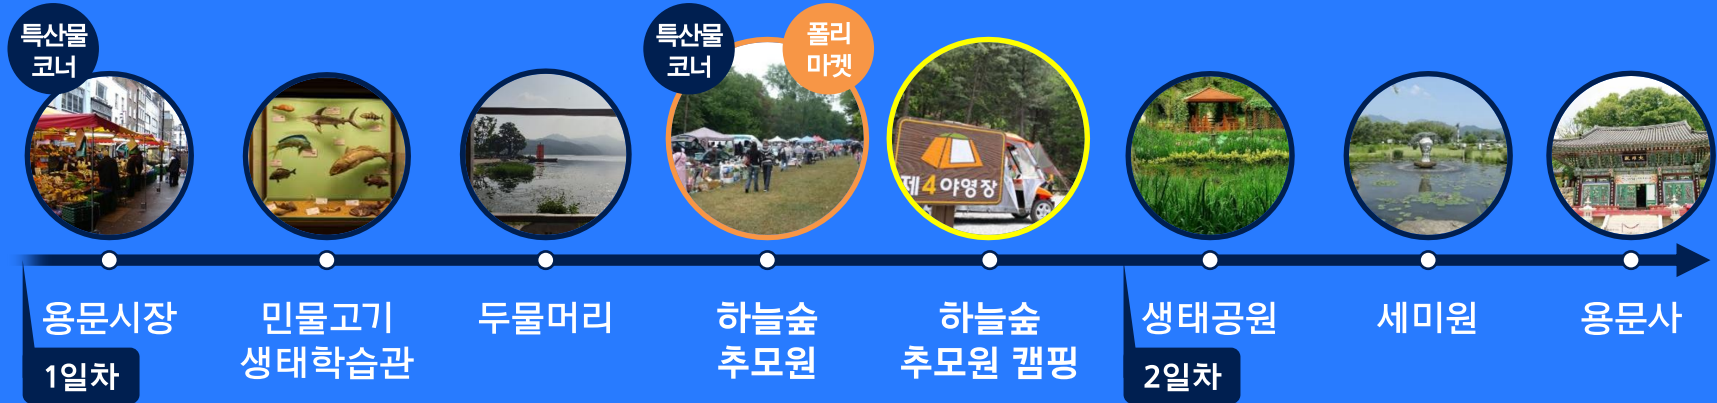 특산물
코너
특산물
코너
폴리
마켓
제4야영장
용문시장
민물고기
생태학습관
두물머리
하늘숲
추모원
하늘숲
추모원 캠핑
생태공원
세미원
용문사
1일차
2일차